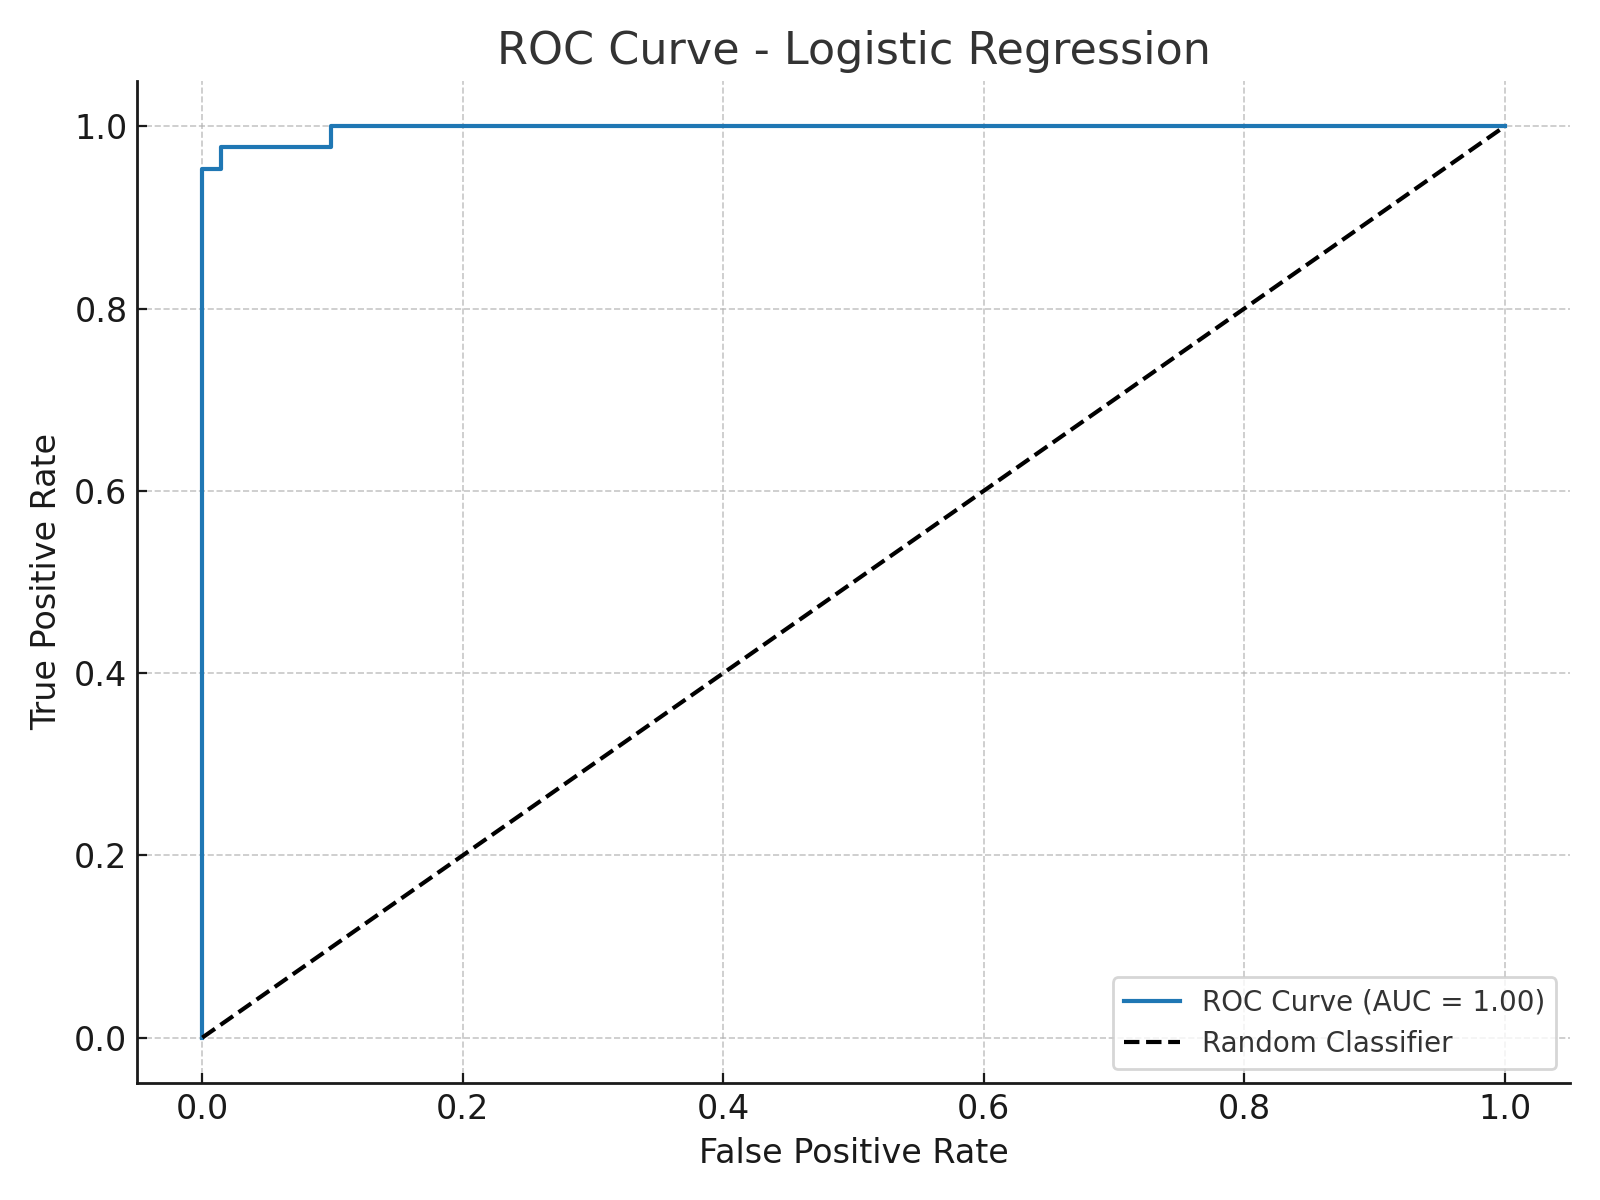 ROC Curve - Logistic Regression
1.0
0.8
0.6
0.4
0.2
0.0
True Positive Rate
0.0 0.2 0.4 0.6 0.8 1.0
False Positive Rate
ROC Curve (AUC = 1.00)
Random Classifier